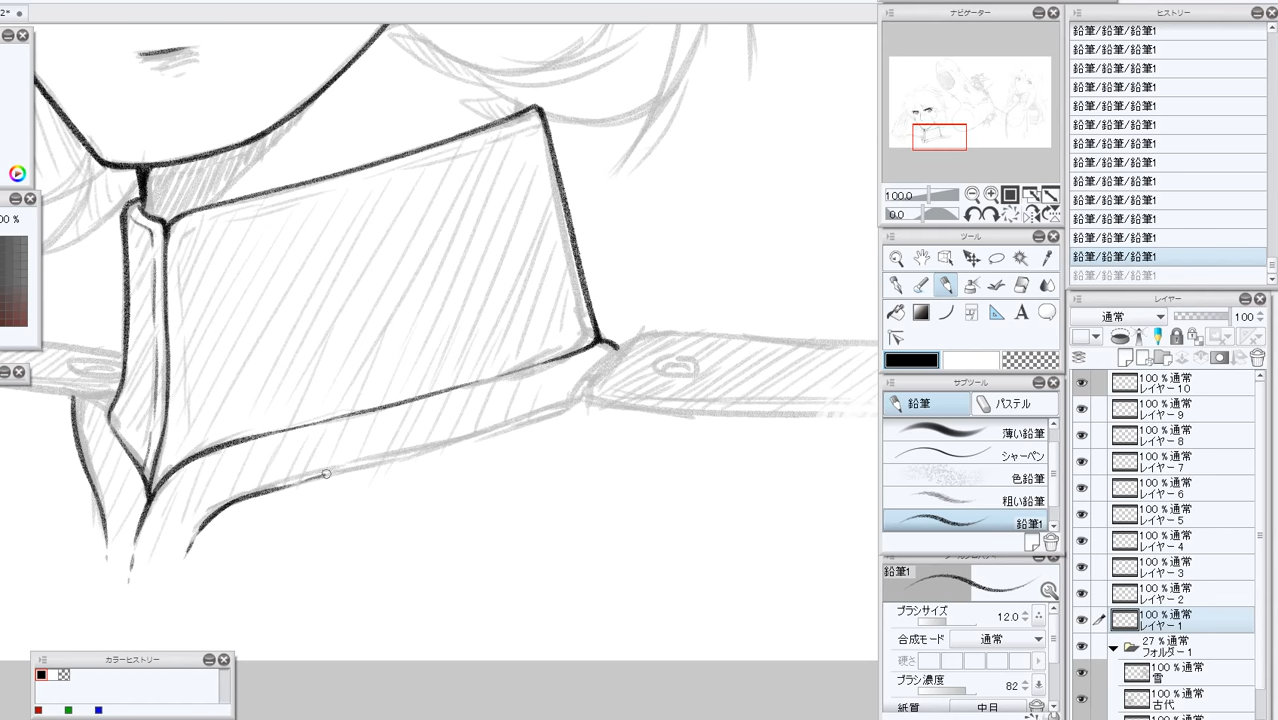 2*
00 %
カラーヒストリー
ナビゲーター
100.0
0.0
ツール
サブツール
鉛筆
パステル
薄い鉛筆
シャーペン
色鉛筆
粗い鉛筆
鉛筆1
鉛筆1
ブラシサイズ
12.0
合成モード
通常
硬さ
ブラシ濃度
82
紙質
中目
ヒストリー
鉛筆/鉛筆/鉛筆1
鉛筆/鉛筆/鉛筆1
鉛筆/鉛筆/鉛筆1
鉛筆/鉛筆/鉛筆1
鉛筆/鉛筆/鉛筆1
鉛筆/鉛筆/鉛筆1
鉛筆/鉛筆/鉛筆1
鉛筆/鉛筆/鉛筆1
鉛筆/鉛筆/鉛筆1
鉛筆/鉛筆/鉛筆1
鉛筆/鉛筆/鉛筆1
鉛筆/鉛筆/鉛筆1
鉛筆/鉛筆/鉛筆1
鉛筆/鉛筆/鉛筆1
レイヤー
通常
100
100 %通常
レイヤー 10
100 %通常
レイヤー 9
100 %通常
レイヤー 8
100 %通常
レイヤー 7
100 %通常
レイヤー 6
100 %通常
レイヤー 5
100 %通常
レイヤー 4
100 %通常
レイヤー 3
100 %通常
レイヤー 2
100 %通常
レイヤー 1
27 %通常
フォルダー 1
100 %通常
雪
100 %通常
古代